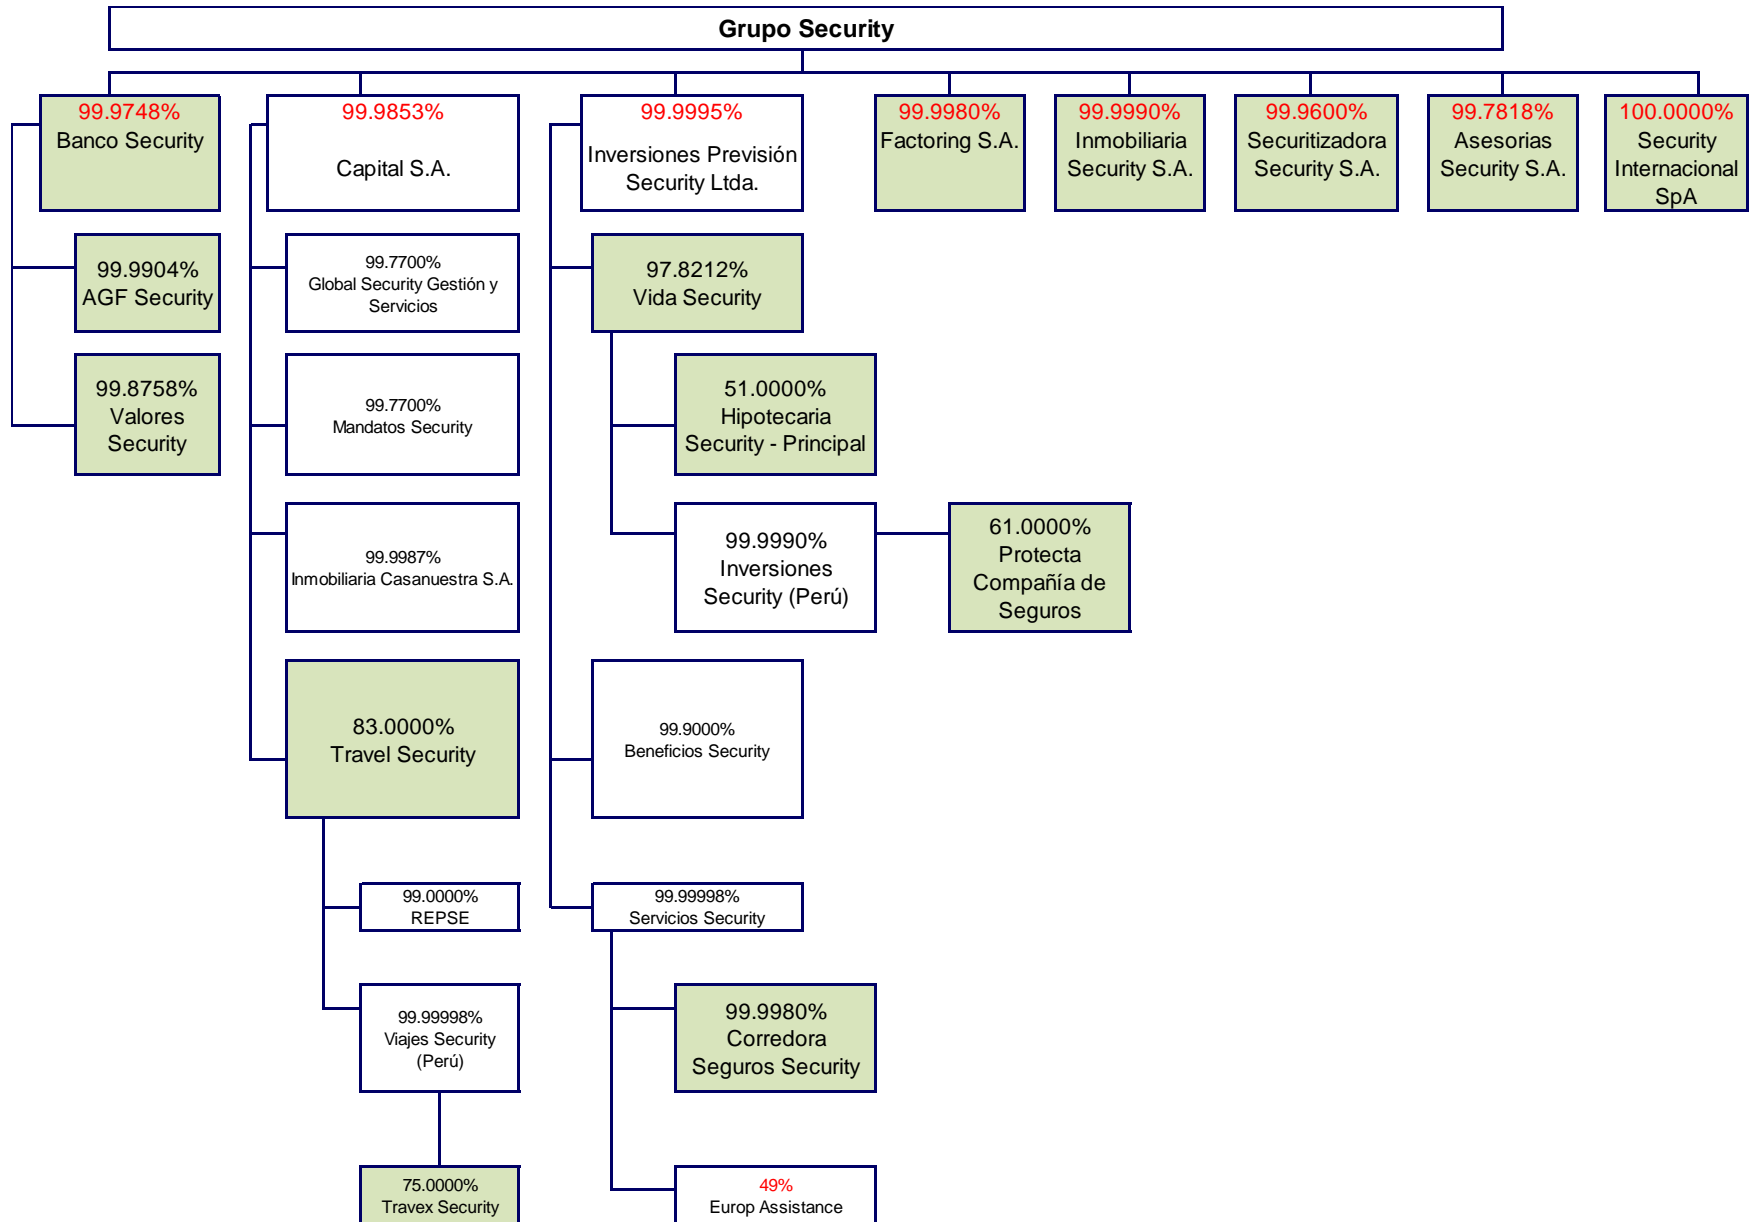 Grupo Security
99.9748%
Banco Security
99.9853%
Capital S.A.
99.9995%
Inversiones Previsión
Security Ltda.
99.9980%
Factoring S.A.
99.9990%
Inmobiliaria
Security S.A.
99.9600%
Securitizadora
Security S.A.
99.7818%
Asesorias
Security S.A.
100.0000%
Security
Internacional
SpA
99.9904%
AGF Security
99.7700%
Global Security Gestión y
Servicios
97.8212%
Vida Security
99.8758%
Valores
Security
99.7700%
Mandatos Security
51.0000%
Hipotecaria
Security - Principal
99.9987%
Inmobiliaria Casanuestra S.A.
99.9990%
Inversiones
Security (Perú)
61.0000%
Protecta
Compañía de
Seguros
83.0000%
Travel Security
99.9000%
Beneficios Security
99.0000%
REPSE
99.99998%
Servicios Security
99.99998%
Viajes Security
(Perú)
99.9980%
Corredora
Seguros Security
75.0000%
Travex Security
49%
Europ Assistance